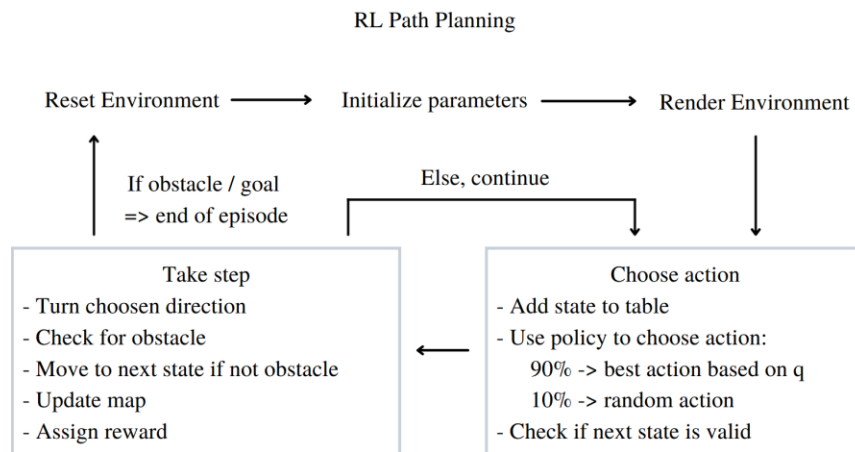 RL Path Planning
Reset Environment
Initialize parameters
Render Environment
If obstacle / goal
=> end of episode
Else, continue
Take step
- Turn choosen direction
- Check for obstacle
- Move to next state if not obstacle
- Update map
- Assign reward
Choose action
- Add state to table
- Use policy to choose action:
90% -> best action based on q
10% -> random action
- Check if next state is valid